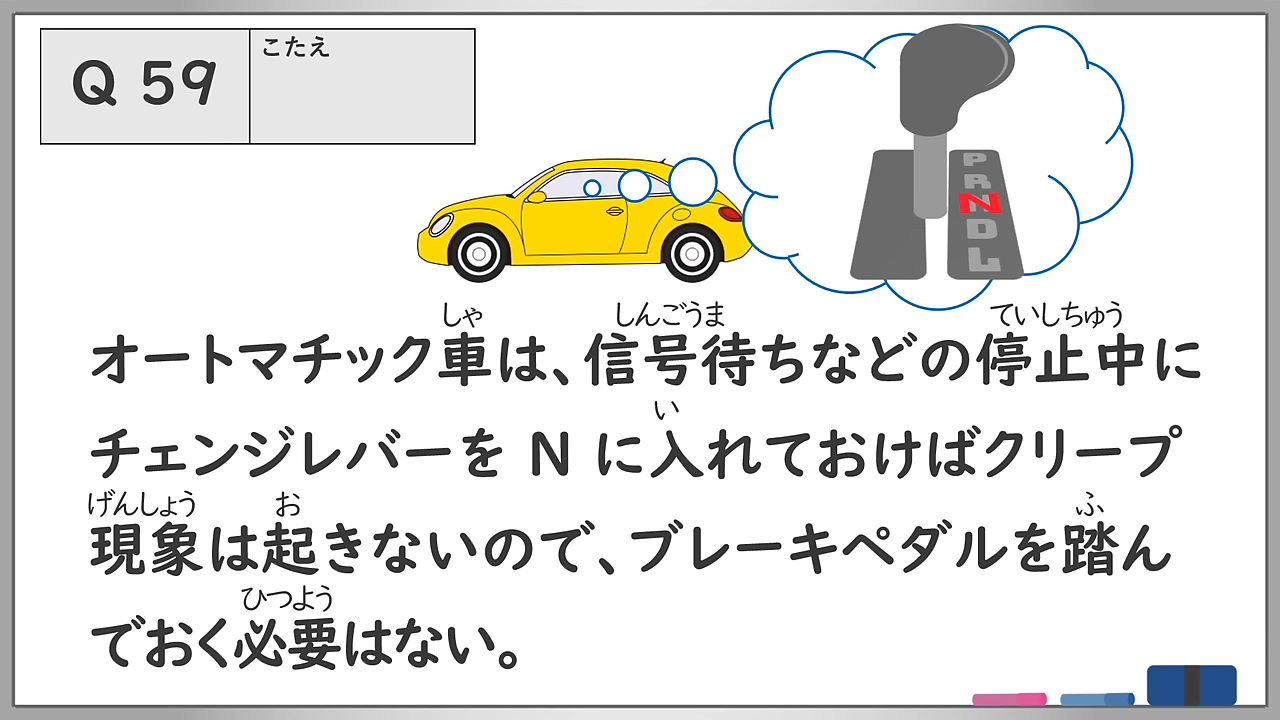 Q 59
こたえ
P
R
N
D
L
しゃ しんごうま ていしちゅう
オートマチック車は、信号待ちなどの停止中に
い
チェンジレバーを N に入れておけばクリープ
げんしょう お ふ
現象は起きないので、ブレーキペダルを踏ん
ひつよう
でおく必要はない。